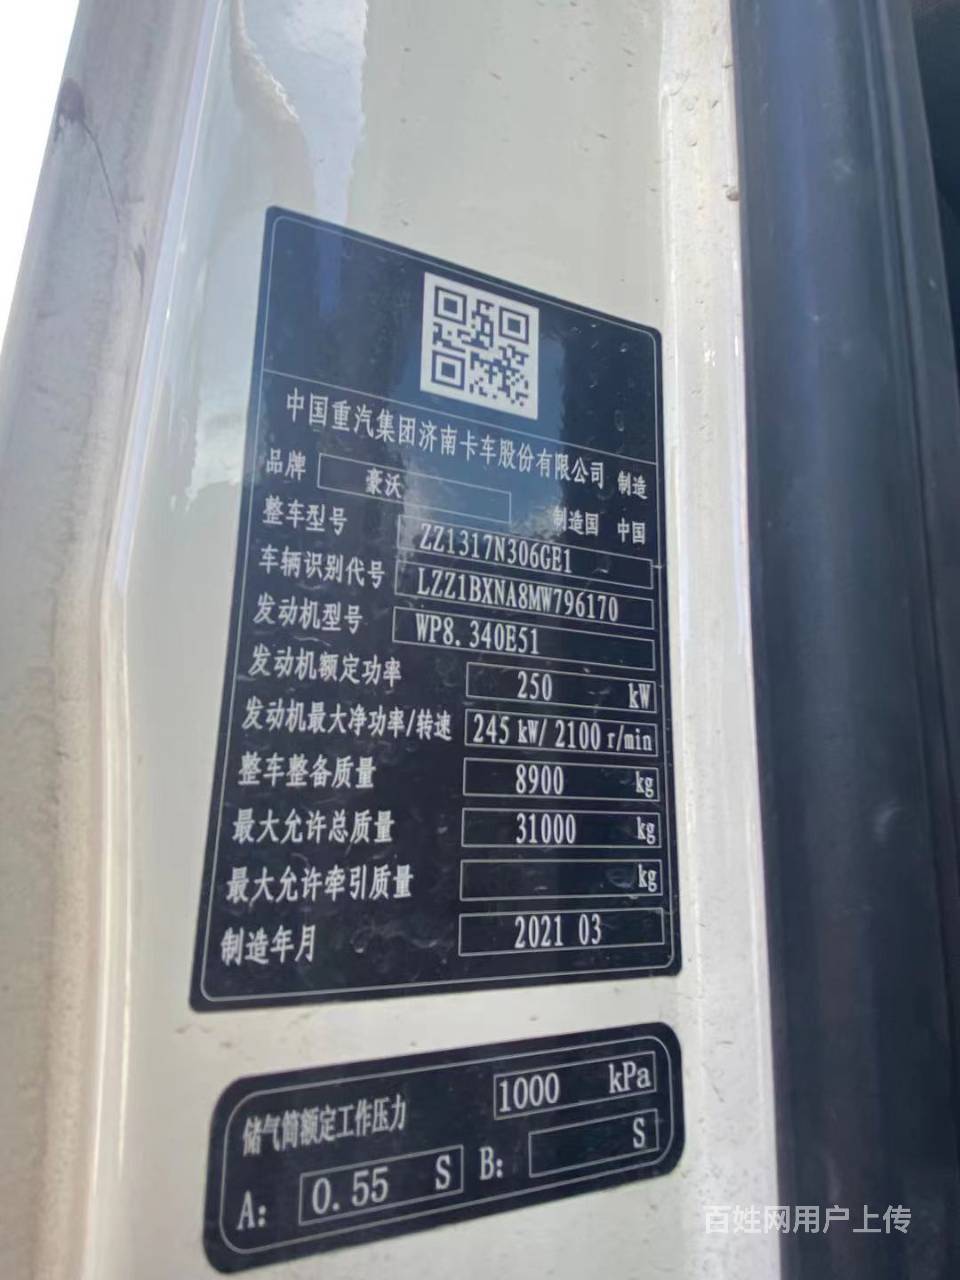 中国重汽集团济南卡车股份有限公司 制造
品牌 豪沃 制造国 中国
整车型号 ZZ1317N306GE1
车辆识别代号 LZZ1BXNA8MW796170
发动机型号 WP8.340E51
发动机额定功率 250 kW
发动机最大净功率/转速 245 kW/ 2100 r/min
整车整备质量 8900 kg
最大允许总质量 31000 kg
最大允许牵引质量 kg
制造年月 2021 03
储气筒额定工作压力 1000 kPa
A: 0.55 S B: S
百姓网用户上传